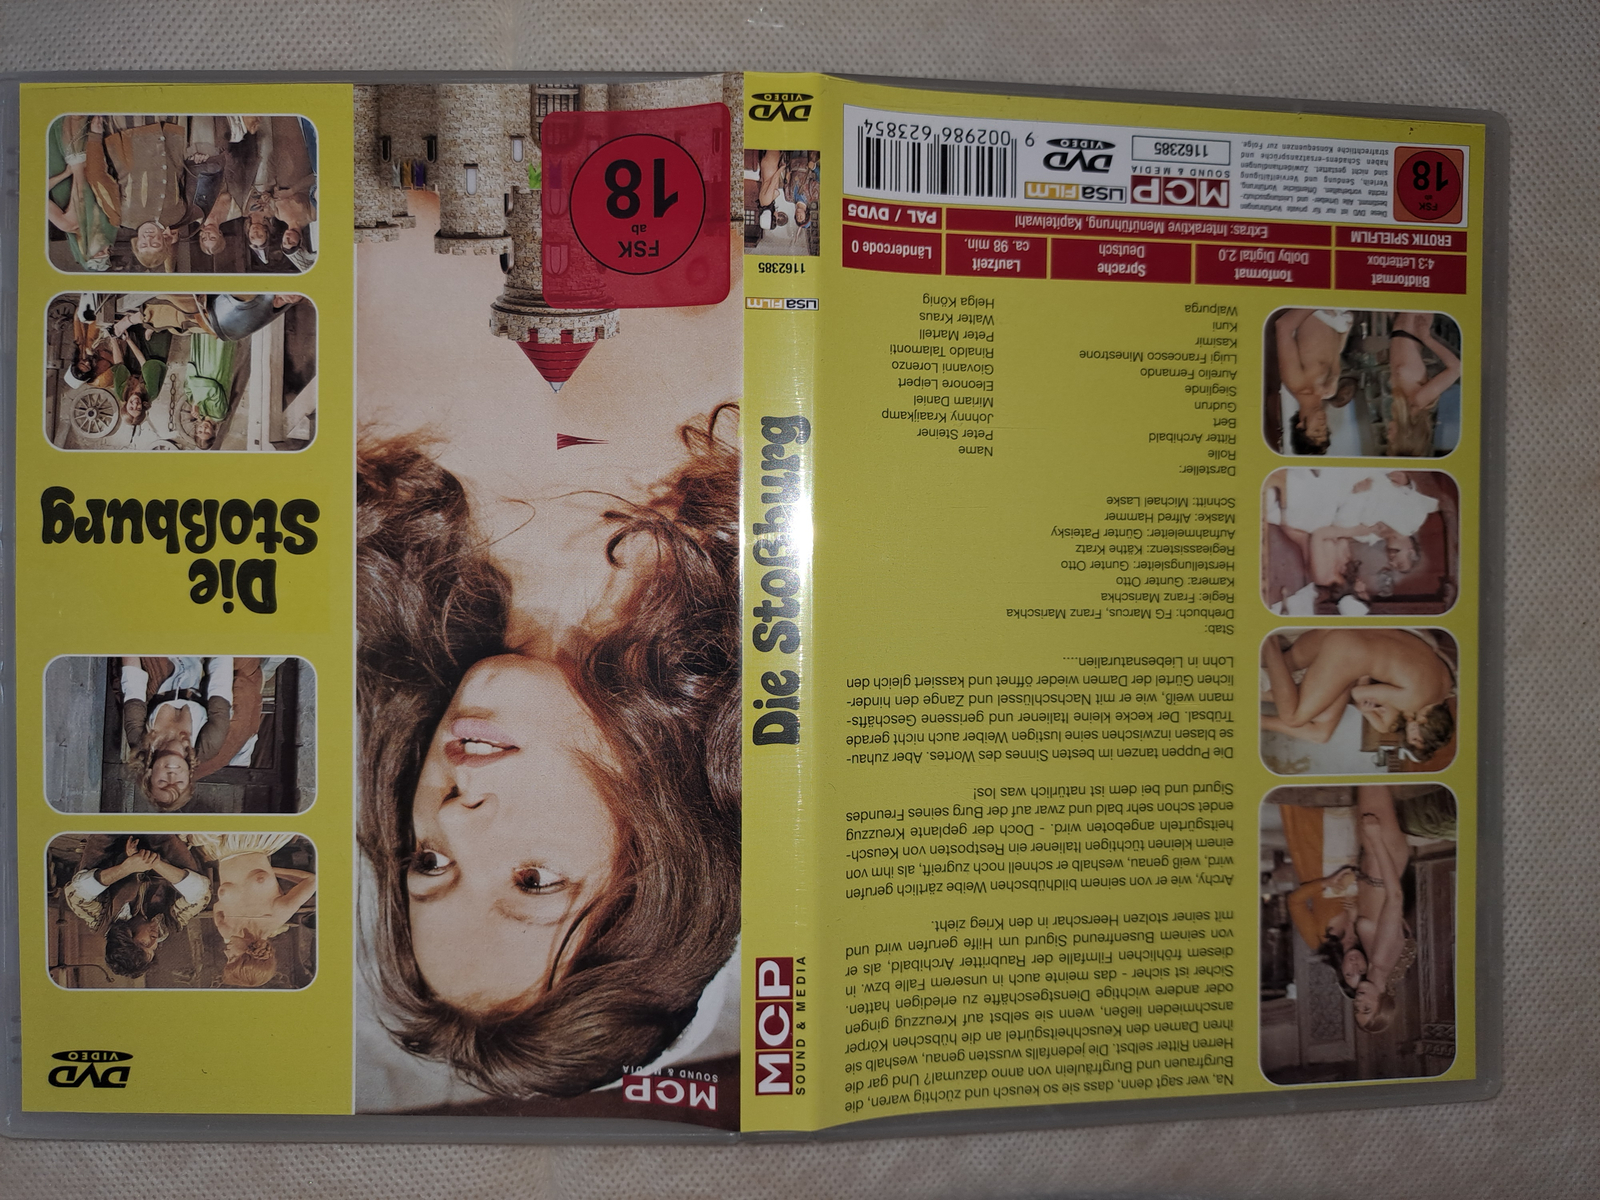 DVD
VIDEO
Die
Stoßburg
FSK
ab
18
MCP
SOUND & MEDIA
DVD
VIDEO
1162385
LISA FILM
Die Stoßburg
MCP
SOUND & MEDIA
Na, wer sagt denn, dass sie so keusch und züchtig waren, die
Burgfrauen und Burgfräulein von anno dazumal?! Und gar die
Herren Ritter selbst. Die jedenfalls wussten genau, weshalb sie
ihren Damen den Keuschheitsgürtel an die hübschen Körper
anschmieden ließen, wenn sie selbst auf Kreuzzug gingen
oder andere wichtige Dienstgeschäfte zu erledigen hatten.
Sicher ist sicher - das meinte auch in unserem Falle bzw. in
diesem fröhlichen Filmfalle der Raubritter Archibald, als er
von seinem Busenfreund Sigurd um Hilfe gerufen wird und
mit seiner stolzen Heerschar in den Krieg zieht.
Archy, wie er von seinem bildhübschen Weibe zärtlich gerufen
wird, weiß genau, weshalb er schnell noch zugreift, als ihm von
einem kleinen tüchtigen Italiener ein Restposten von Keusch-
heitsgürteln angeboten wird. - Doch der geplante Kreuzzug
endet schon sehr bald und zwar auf der Burg seines Freundes
Sigurd und bei dem ist natürlich was los!
Die Puppen tanzen im besten Sinnes des Wortes. Aber zuhau-
se blasen inzwischen seine lustigen Weiber auch nicht gerade
Trübsal. Der kecke kleine Italiener und gerissene Geschäfts-
mann weiß, wie er mit Nachschlüssel und Zange den hinder-
lichen Gürtel der Damen wieder öffnet und kassiert gleich den
Lohn in Liebesnaturalien....
Stab:
Drehbuch: FG Marcus, Franz Marischka
Regie: Franz Marischka
Kamera: Gunter Otto
Herstellungsleiter: Gunter Otto
Regieassistenz: Käthe Kratz
Aufnahmeleiter: Günter Pateisky
Maske: Alfred Hammer
Schnitt: Michael Laske
Darsteller:
Rolle Name
Ritter Archibald Peter Steiner
Bert Johnny Kraaijkamp
Gudrun Miriam Daniel
Sieglinde Eleonore Leipert
Aurelio Fernando Giovanni Lorenzo
Luigi Francesco Minestrone Rinaldo Talamonti
Kasimir Peter Martell
Kuni Walter Kraus
Walpurga Helga König
Bildformat
4:3 Letterbox
Tonformat
Dolby Digital 2.0
Sprache
Deutsch
Laufzeit
ca. 98 min.
Ländercode 0
EROTIK SPIELFILM
Extras: Interaktive Menüführung, Kapitelwahl
PAL / DVD5
FSK
ab
18
MCP
SOUND & MEDIA
LISA FILM
1162385
DVD
VIDEO
9 002986 623854